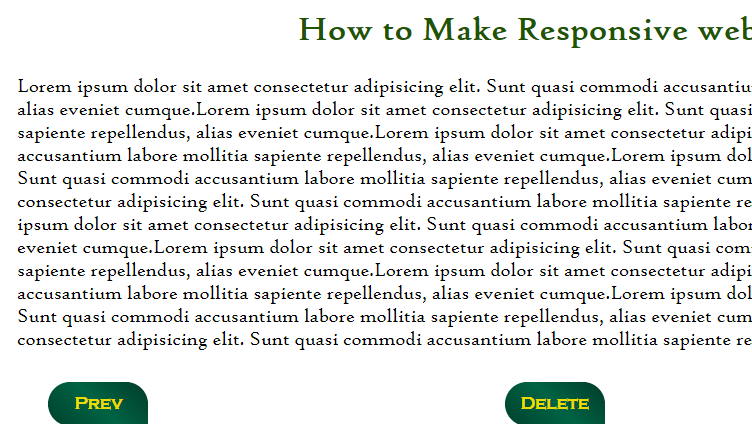 How to Make Responsive web
Lorem ipsum dolor sit amet consectetur adipisicing elit. Sunt quasi commodi accusantiu
alias eveniet cumque.Lorem ipsum dolor sit amet consectetur adipisicing elit. Sunt quasi
sapiente repellendus, alias eveniet cumque.Lorem ipsum dolor sit amet consectetur adipi
accusantium labore mollitia sapiente repellendus, alias eveniet cumque.Lorem ipsum dol
Sunt quasi commodi accusantium labore mollitia sapiente repellendus, alias eveniet cum
consectetur adipisicing elit. Sunt quasi commodi accusantium labore mollitia sapiente re
ipsum dolor sit amet consectetur adipisicing elit. Sunt quasi commodi accusantium labor
eveniet cumque.Lorem ipsum dolor sit amet consectetur adipisicing elit. Sunt quasi com
sapiente repellendus, alias eveniet cumque.Lorem ipsum dolor sit amet consectetur adipi
accusantium labore mollitia sapiente repellendus, alias eveniet cumque.Lorem ipsum dol
Sunt quasi commodi accusantium labore mollitia sapiente repellendus, alias eveniet cum
consectetur adipisicing elit. Sunt quasi commodi accusantium labore mollitia sapiente re
Prev Delete